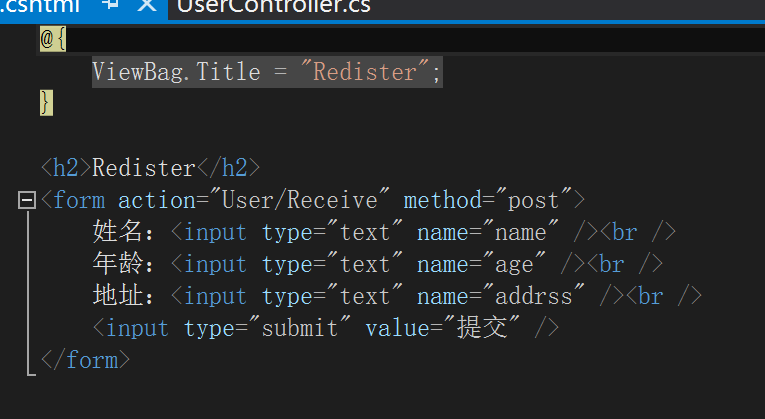 .cshtml UserController.cs
@{
ViewBag.Title = "Redister";
}
<h2>Redister</h2>
<form action="User/Receive" method="post">
姓名：<input type="text" name="name" /><br />
年龄：<input type="text" name="age" /><br />
地址：<input type="text" name="addrss" /><br />
<input type="submit" value="提交" />
</form>